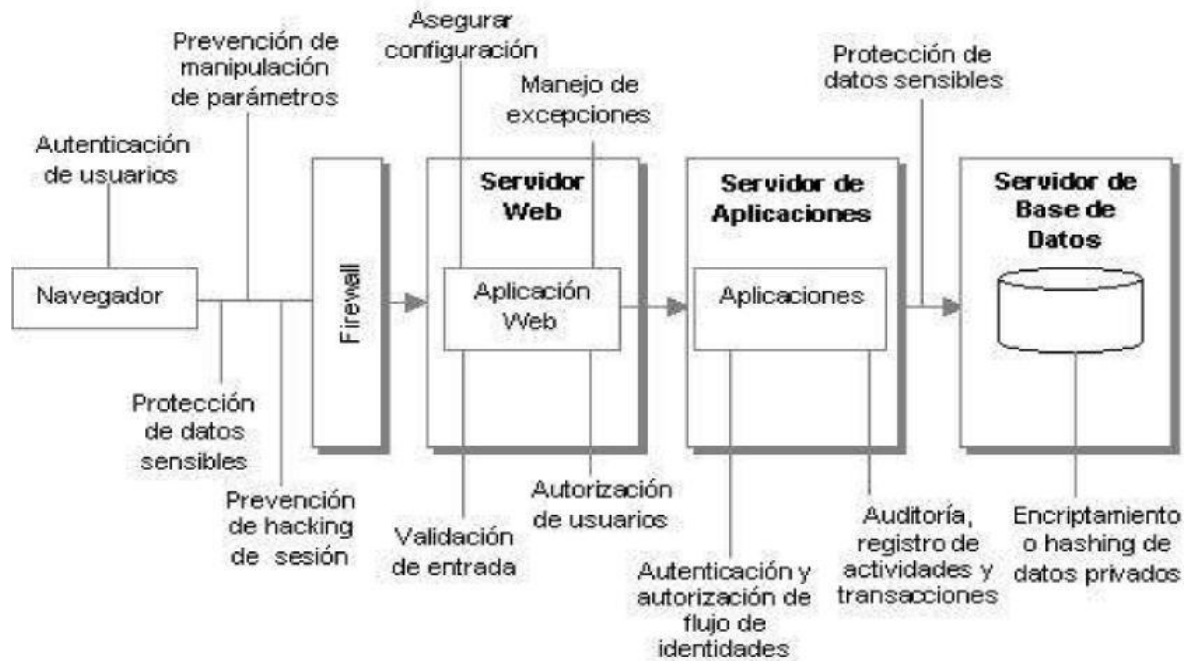 Asegurar
configuración
Prevención de
manipulación
de parámetros
Protección de
datos sensibles
Manejo de
excepciones
Autenticación
de usuarios
Servidor
Web
Servidor de
Aplicaciones
Servidor de
Base de
Datos
Navegador
Firewall
Aplicación
Web
Aplicaciones
Protección
de datos
sensibles
Prevención
de hacking
de sesión
Validación
de entrada
Autorización
de usuarios
Autenticación y
autorización de
flujo de
identidades
Auditoría,
registro de
actividades y
transacciones
Encriptamiento
o hashing de
datos privados